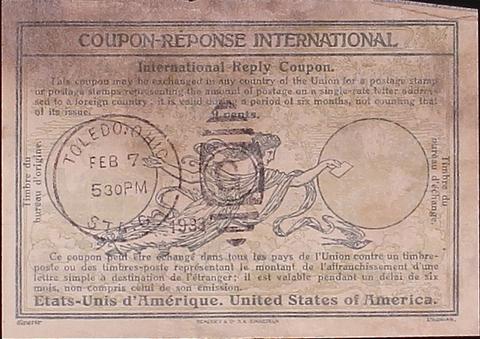 COUPON-RÉPONSE INTERNATIONAL
International Reply Coupon.
This coupon may be exchanged in any country of the Union for a postage stamp
or postage stamps representing the amount of postage on a single-rate letter addres-
sed to a foreign country; it is valid during a period of six months, not counting that
of its issue.
9 cents.
Timbre du
bureau d'origine.
TOLEDO, OHIO
FEB 7
530PM
STA
1933
Timbre du
bureau d'échange.
Ce coupon peut être échangé dans tous les pays de l'Union contre un timbre-
poste ou des timbres-poste représentant le montant de l'affranchissement d'une
lettre simple à destination de l'étranger; il est valable pendant un délai de six
mois, non compris celui de son émission.
Etats-Unis d'Amérique. United States of America.